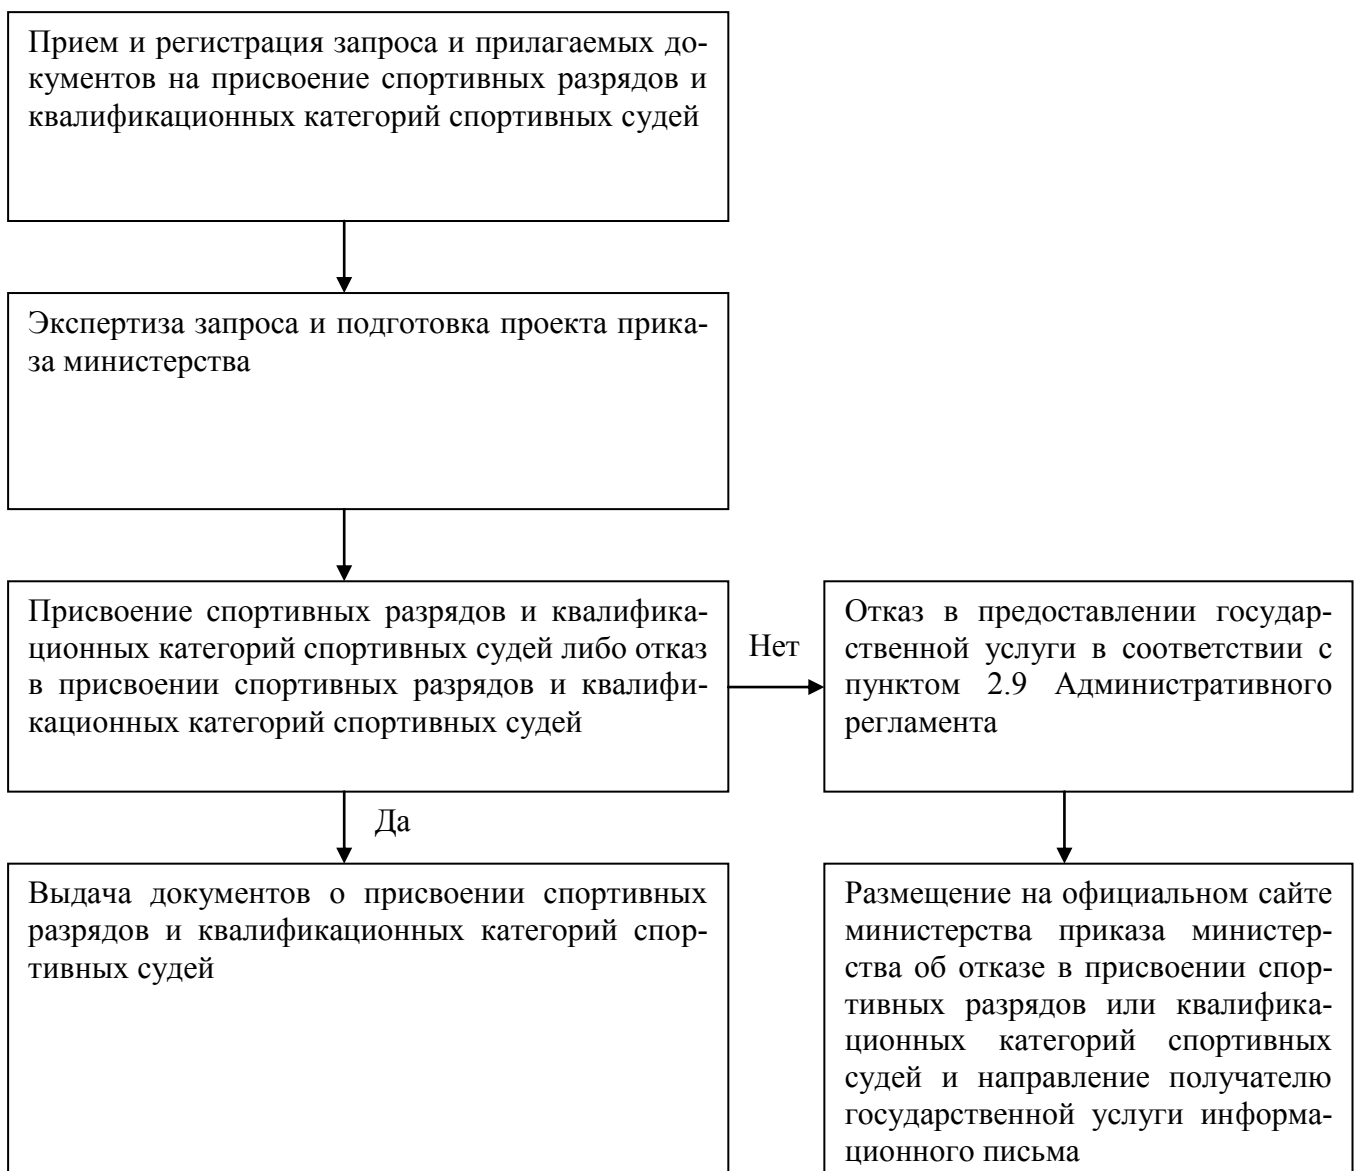 Прием и регистрация запроса и прилагаемых до-
кументов на присвоение спортивных разрядов и
квалификационных категорий спортивных судей
Экспертиза запроса и подготовка проекта прика-
за министерства
Присвоение спортивных разрядов и квалифика-
ционных категорий спортивных судей либо отказ
в присвоении спортивных разрядов и квалифи-
кационных категорий спортивных судей
Нет
Отказ в предоставлении государ-
ственной услуги в соответствии с
пунктом 2.9 Административного
регламента
Да
Выдача документов о присвоении спортивных
разрядов и квалификационных категорий спор-
тивных судей
Размещение на официальном сайте
министерства приказа министер-
ства об отказе в присвоении спор-
тивных разрядов или квалифика-
ционных категорий спортивных
судей и направление получателю
государственной услуги информа-
ционного письма